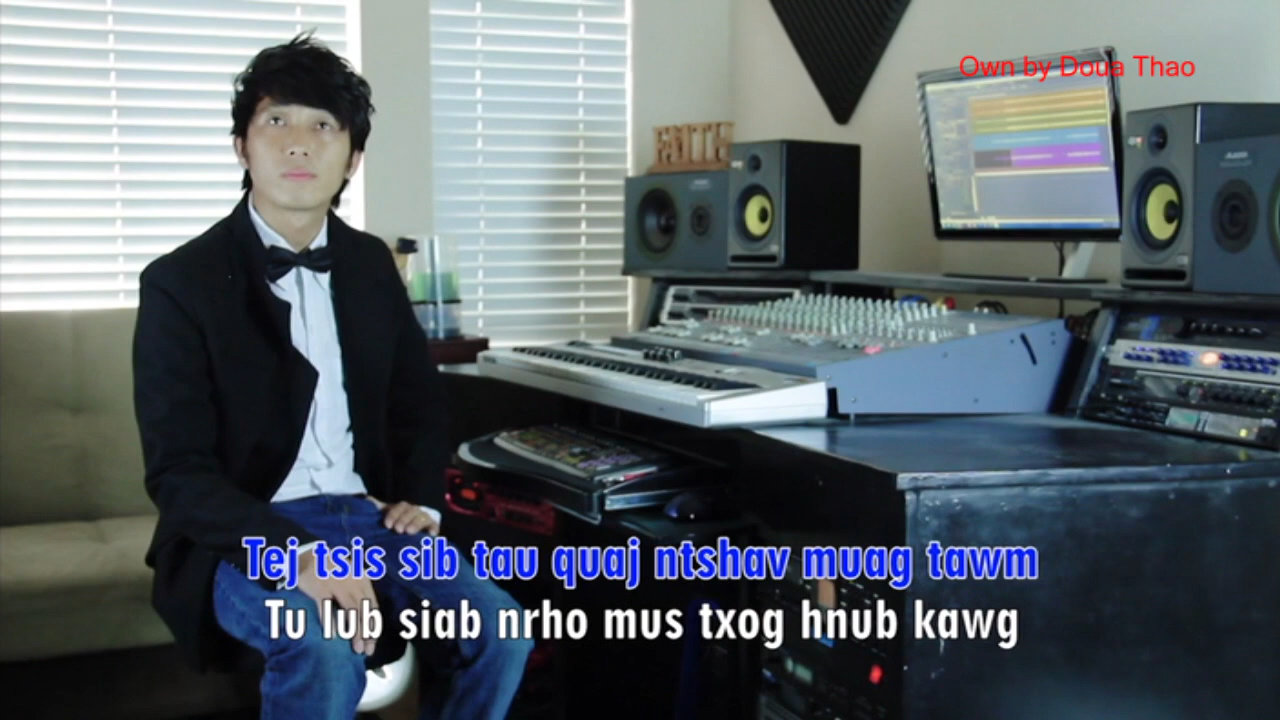 Own by Doua Thao
FAITH
Tej tsis sib tau quaj ntshav muag tawm
Tu lub siab nrho mus txog hnub kawg